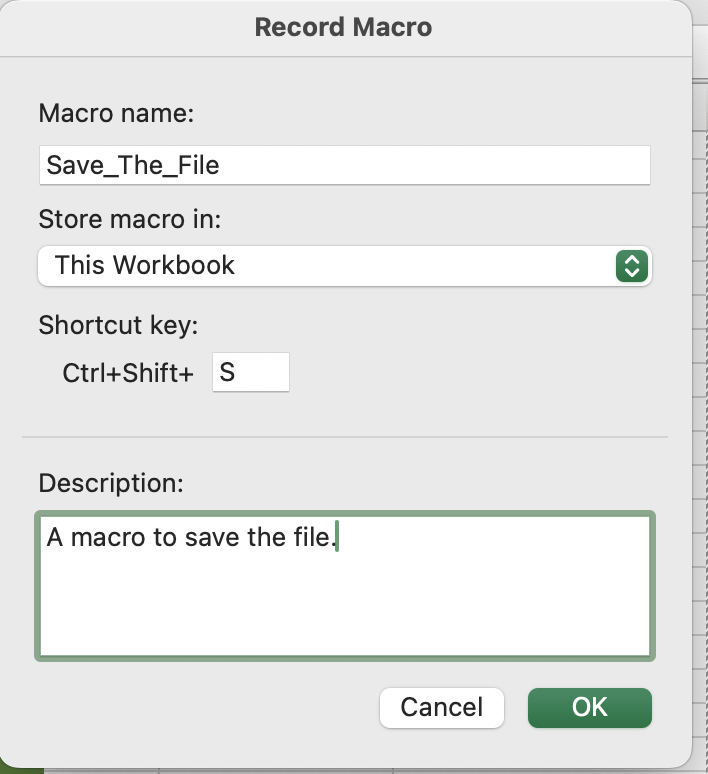 Record Macro
Macro name:
Save_The_File
Store macro in:
This Workbook
Shortcut key:
Ctrl+Shift+ S
Description:
A macro to save the file.
Cancel OK